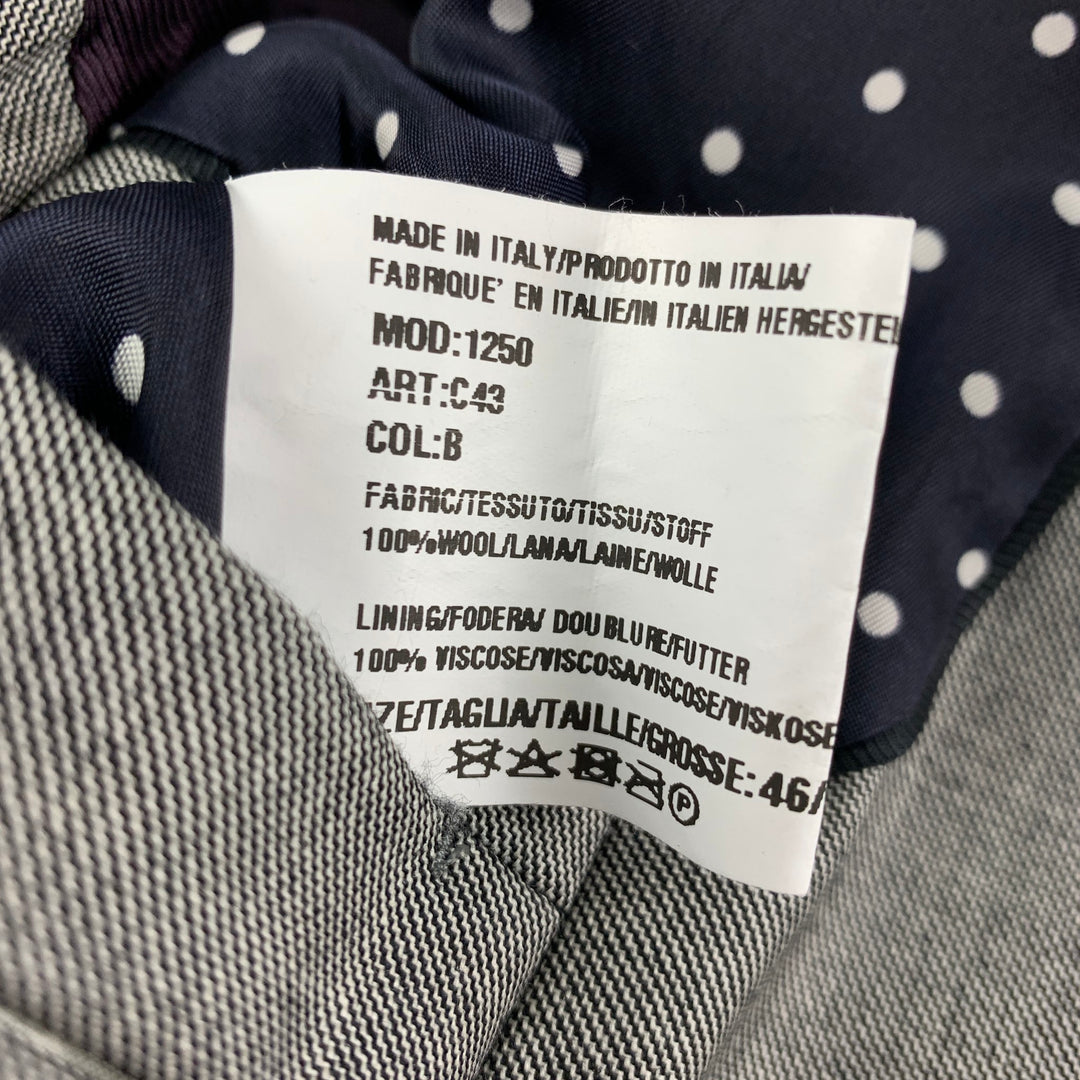 MADE IN ITALY/PRODOTTO IN ITALIA/
FABRIQUE' EN ITALIE/IN ITALIEN HERGESTEL
MOD:1250
ART:C43
COL:B
FABRIC/TESSUTO/TISSU/STOFF
100%WOOL/LANA/LAINE/WOLLE
LINING/FODERA/ DOUBLURE/FUTTER
100% VISCOSE/VISCOSA/VISCOSE/VISKOSE
ZE/TAGLIA/TAILLE/GROSSE: 46/
P